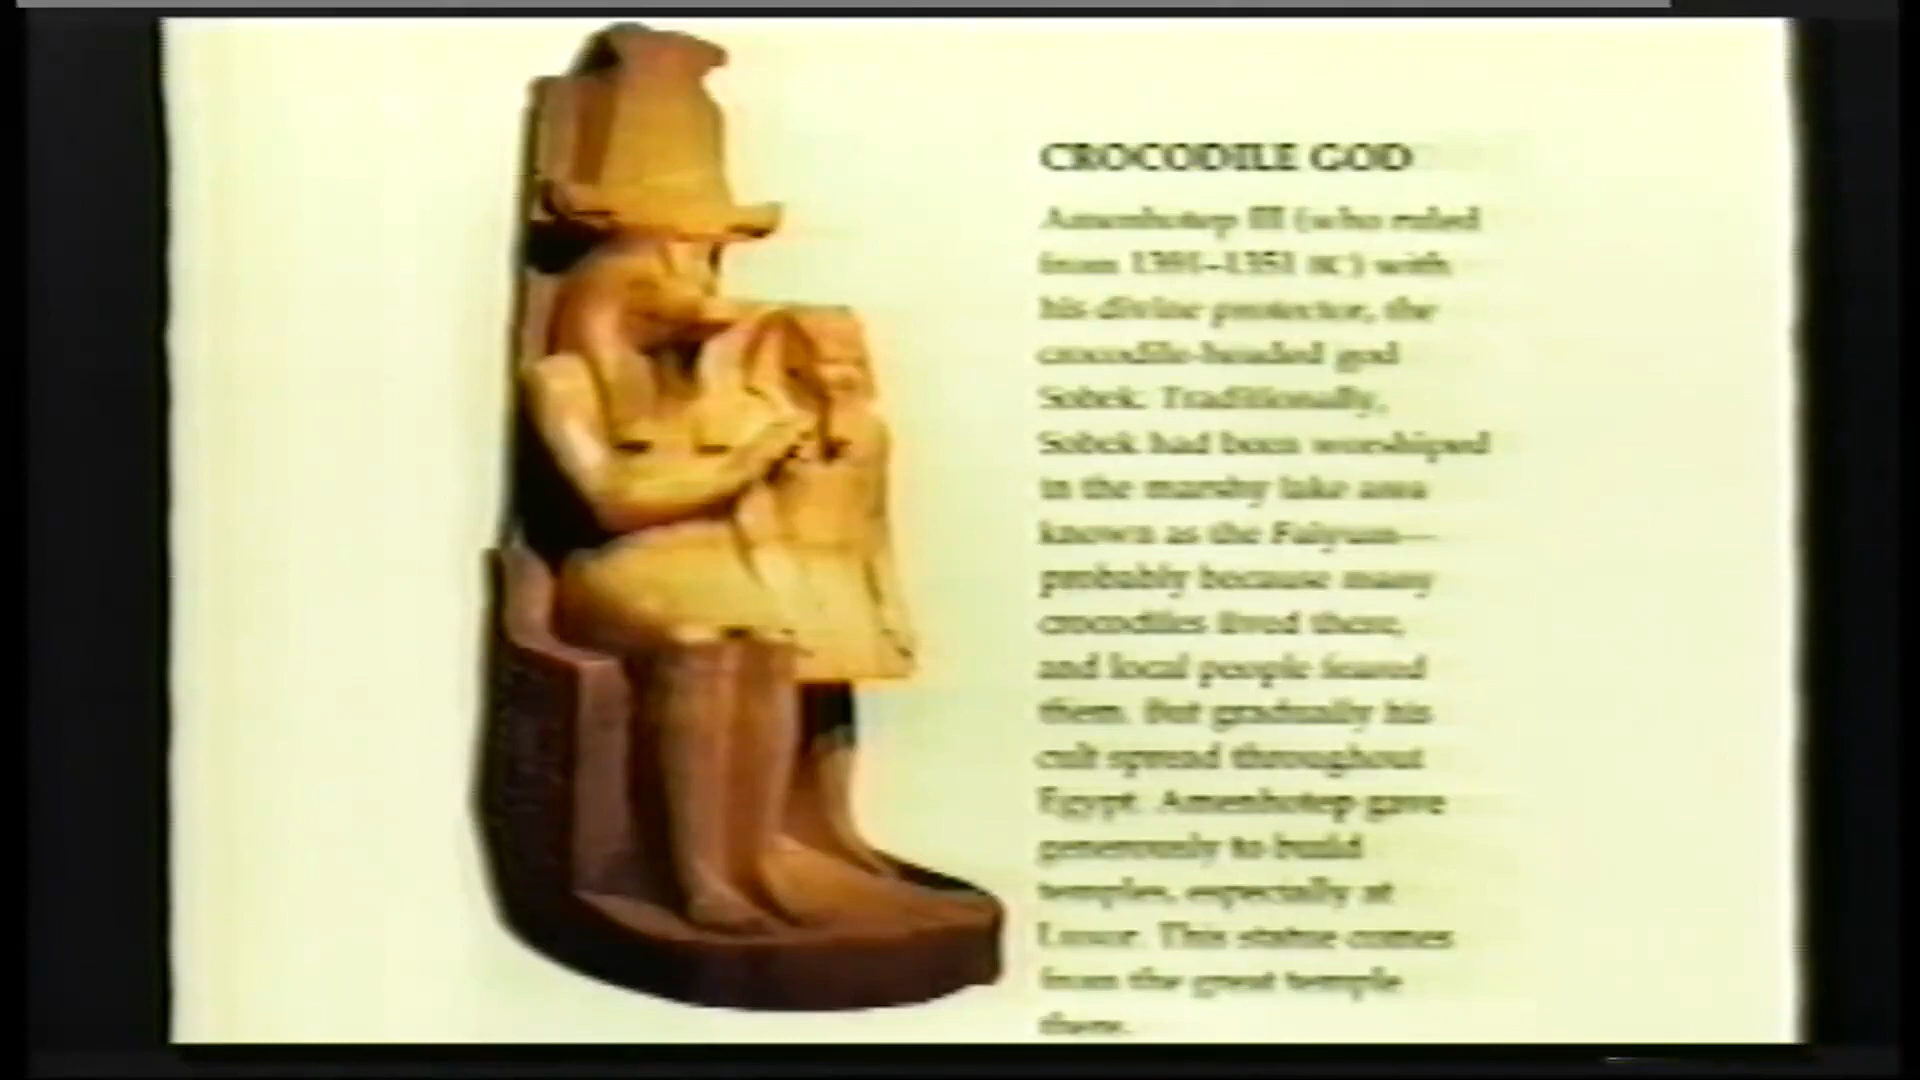 CROCODILE GOD
Amenhotep III (who ruled
from 1391–1351 BC) with
his divine protector, the
crocodile-headed god
Sobek. Traditionally,
Sobek had been worshiped
in the marshy lake area
known as the Faiyum—
probably because many
crocodiles lived there,
and local people feared
them. But gradually his
cult spread throughout
Egypt. Amenhotep gave
generously to build
temples, especially at
Luxor. This statue comes
from the great temple
there.